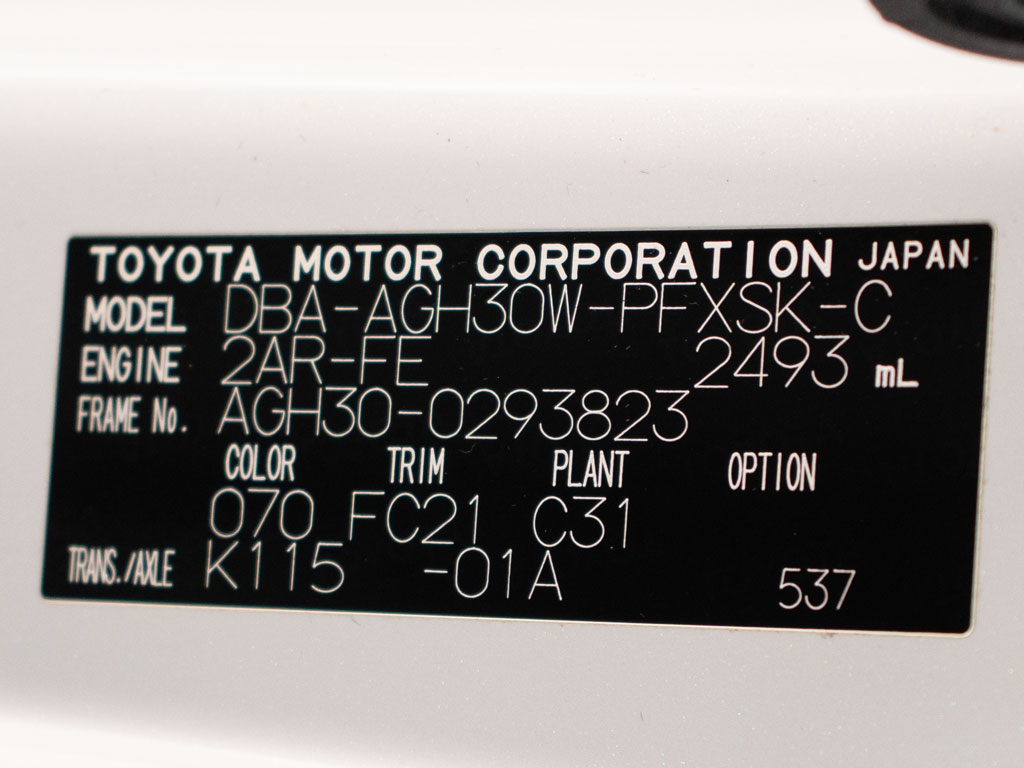 TOYOTA MOTOR CORPORATION JAPAN
MODEL DBA-AGH30W-PFXSK-C
ENGINE 2AR-FE 2493 mL
FRAME No. AGH30-0293823
COLOR TRIM PLANT OPTION
070 FC21 C31
TRANS./AXLE K115 -01A 537